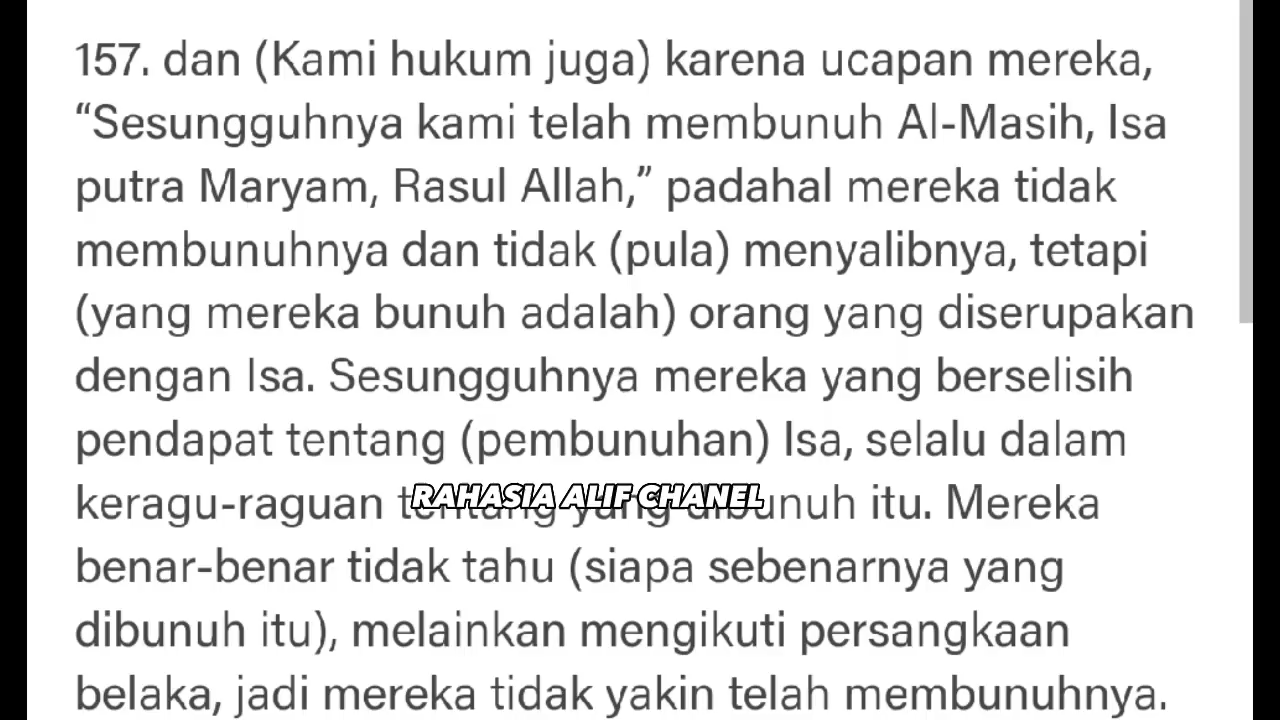 157. dan (Kami hukum juga) karena ucapan mereka,
“Sesungguhnya kami telah membunuh Al-Masih, Isa
putra Maryam, Rasul Allah,” padahal mereka tidak
membunuhnya dan tidak (pula) menyalibnya, tetapi
(yang mereka bunuh adalah) orang yang diserupakan
dengan Isa. Sesungguhnya mereka yang berselisih
pendapat tentang (pembunuhan) Isa, selalu dalam
keragu-raguan tentang yang dibunuh itu. Mereka
RAHASIA ALIF CHANEL
benar-benar tidak tahu (siapa sebenarnya yang
dibunuh itu), melainkan mengikuti persangkaan
belaka, jadi mereka tidak yakin telah membunuhnya.